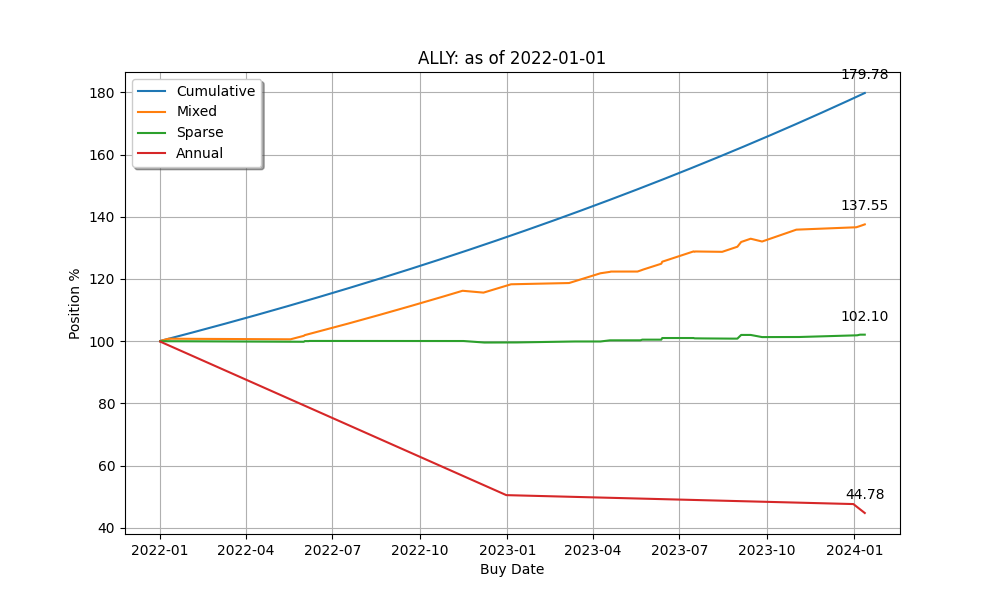 ALLY: as of 2022-01-01
179.78
180
Cumulative
Mixed
Sparse
Annual
160
140
137.55
120
102.10
100
80
60
44.78
40
Position %
2022-01 2022-04 2022-07 2022-10 2023-01 2023-04 2023-07 2023-10 2024-01
Buy Date